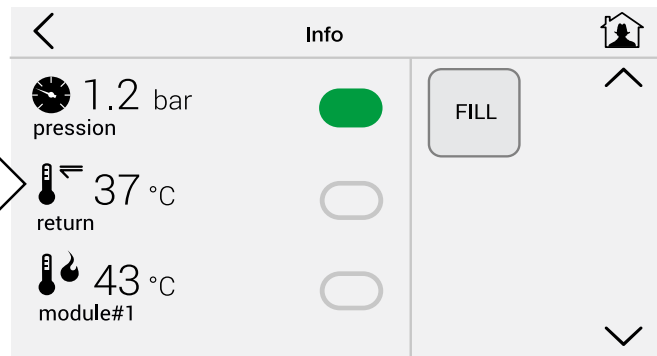 Info
1.2 bar
pression
FILL
37 °C
return
43 °C
module#1